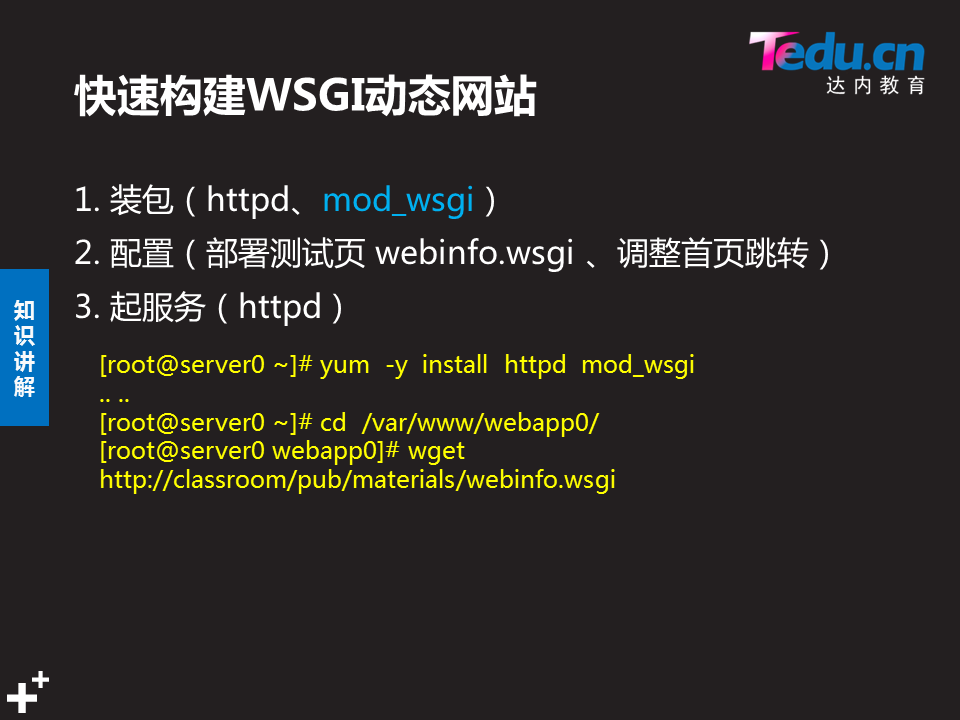 Tedu.cn
达内教育
快速构建WSGI动态网站
1. 装包（httpd、mod_wsgi）
2. 配置（部署测试页 webinfo.wsgi 、调整首页跳转）
3. 起服务（httpd）
知
识
讲
解
[root@server0 ~]# yum -y install httpd mod_wsgi
.. ..
[root@server0 ~]# cd /var/www/webapp0/
[root@server0 webapp0]# wget
http://classroom/pub/materials/webinfo.wsgi